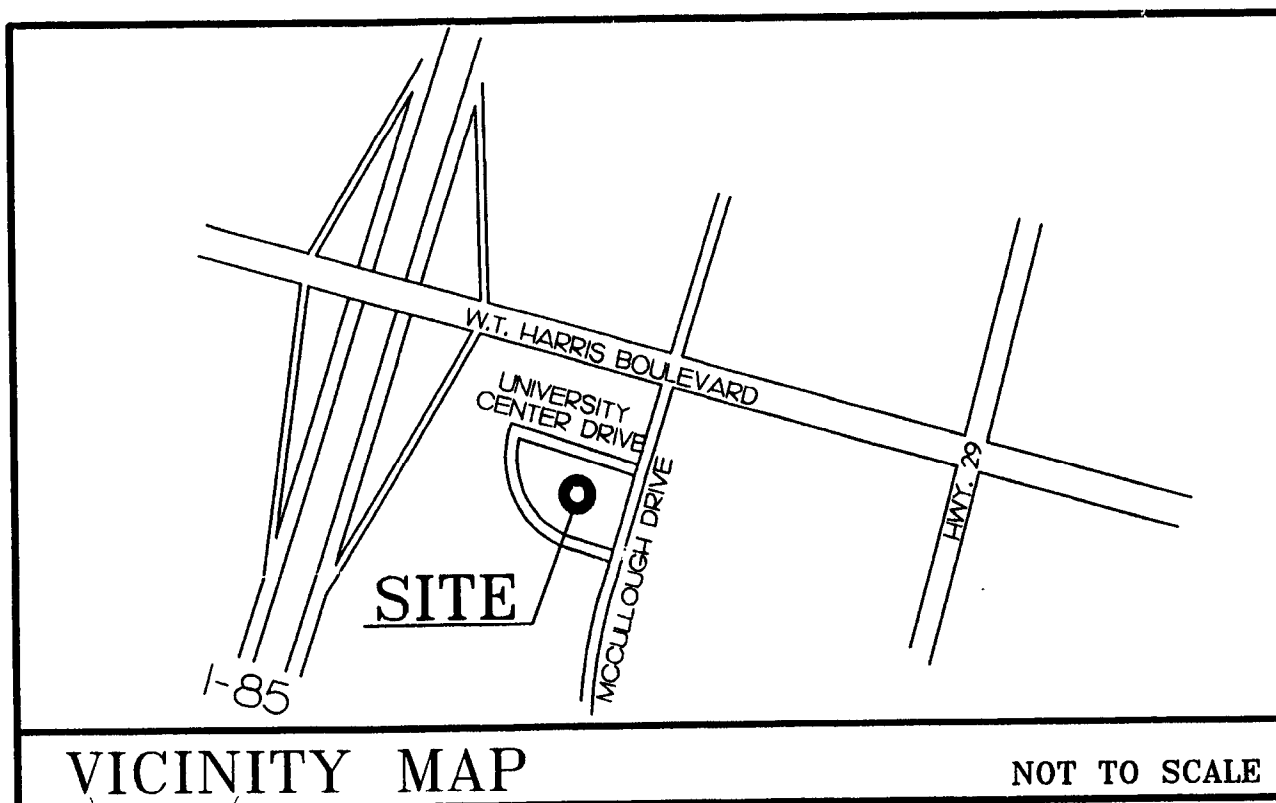 W.T. HARRIS BOULEVARD
UNIVERSITY
CENTER DRIVE
MCCULLOUGH DRIVE
HWY. 29
SITE
I-85
VICINITY MAP
NOT TO SCALE